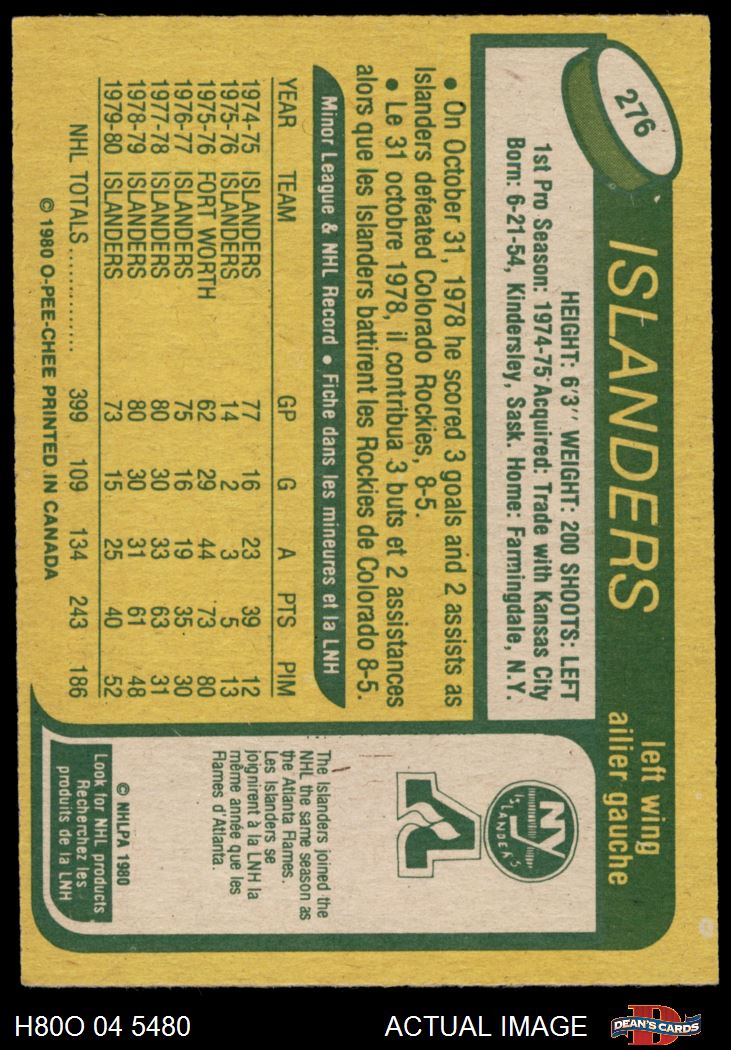 276
ISLANDERS
left wing
ailier gauche
HEIGHT: 6'3'' WEIGHT: 200 SHOOTS: LEFT
1st Pro Season: 1974-75 Acquired: Trade with Kansas City
Born: 6-21-54, Kindersley, Sask. Home: Farmingdale, N.Y.
• On October 31, 1978 he scored 3 goals and 2 assists as
Islanders defeated Colorado Rockies, 8-5.
• Le 31 octobre 1978, il contribua 3 buts et 2 assistances
alors que les Islanders battirent les Rockies de Colorado 8-5.
Minor League & NHL Record • Fiche dans les mineures et la LNH
YEAR TEAM GP G A PTS PIM
1974-75 ISLANDERS 77 16 23 39 12
1975-76 ISLANDERS 14 2 3 5 13
1975-76 FORT WORTH 62 29 44 73 80
1976-77 ISLANDERS 75 16 19 35 30
1977-78 ISLANDERS 80 30 33 63 31
1978-79 ISLANDERS 80 30 31 61 48
1979-80 ISLANDERS 73 15 25 40 52
NHL TOTALS .............. 399 109 134 243 186
© 1980 O-PEE-CHEE PRINTED IN CANADA
NY
ISLANDERS
The Islanders joined the
NHL the same season as
the Atlanta Flames.
Les Islanders se
joignirent à la LNH la
même année que les
Flames d'Atlanta.
© NHLPA 1980
Look for NHL products
Recherchez les
produits de la LNH
H80O 04 5480
ACTUAL IMAGE
D
DEAN'S CARDS